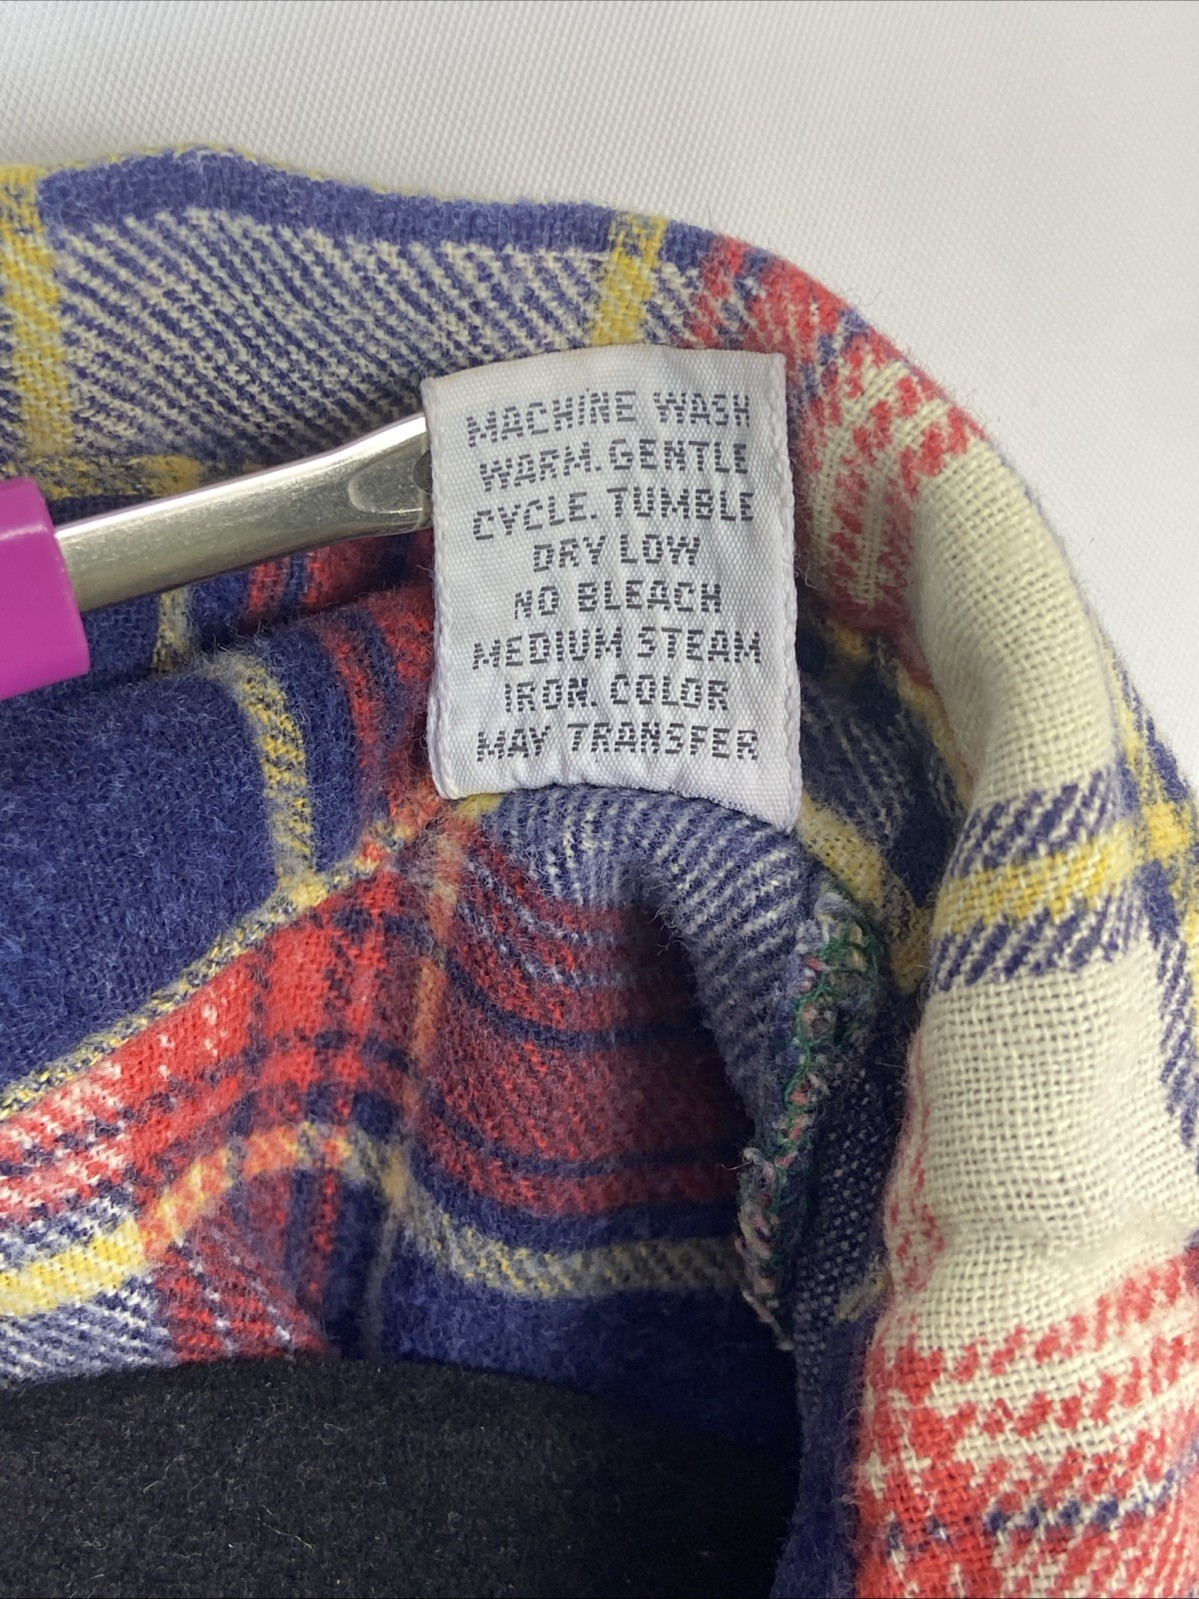 MACHINE WASH
WARM. GENTLE
CYCLE. TUMBLE
DRY LOW
NO BLEACH
MEDIUM STEAM
IRON. COLOR
MAY TRANSFER